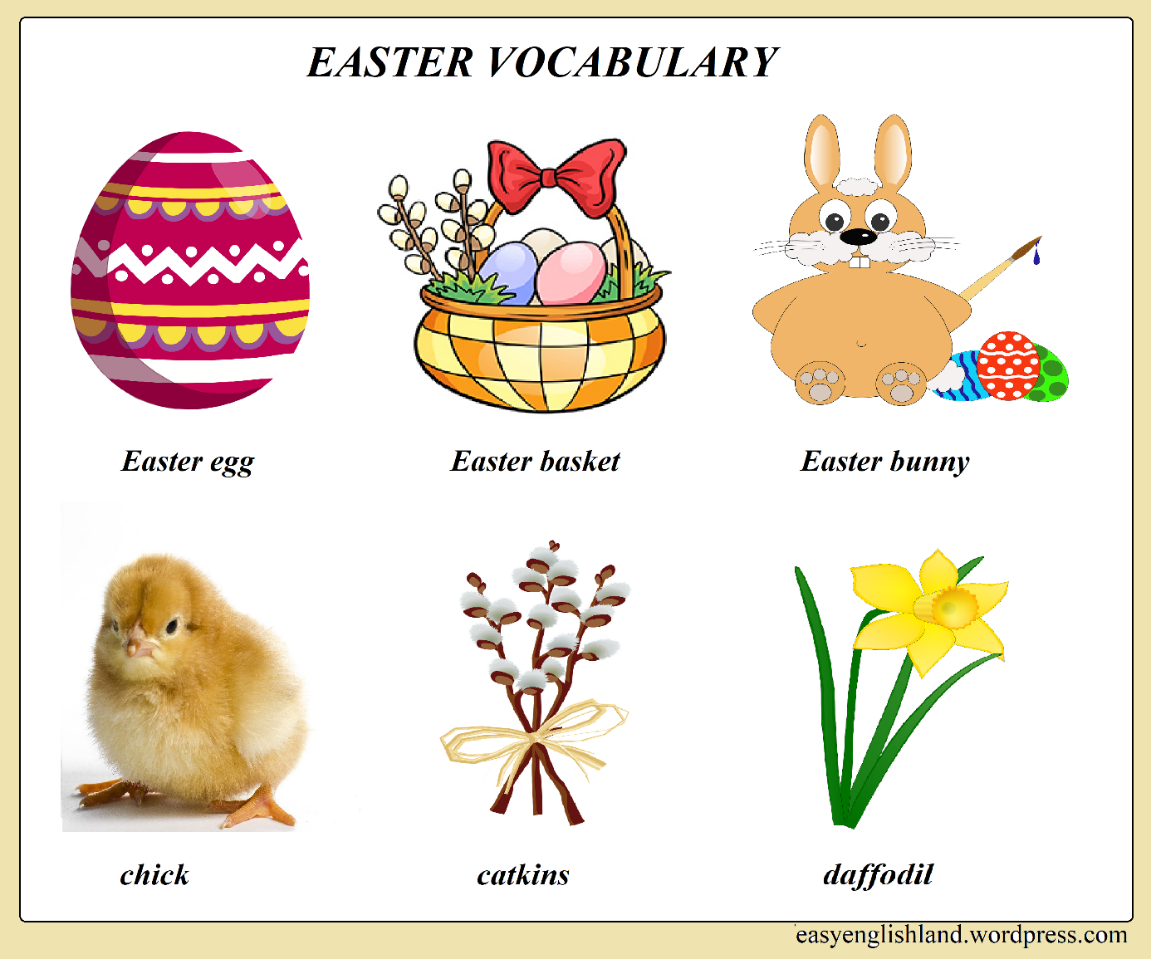 EASTER VOCABULARY
Easter egg Easter basket Easter bunny
chick catkins daffodil
easyenglishland.wordpress.com